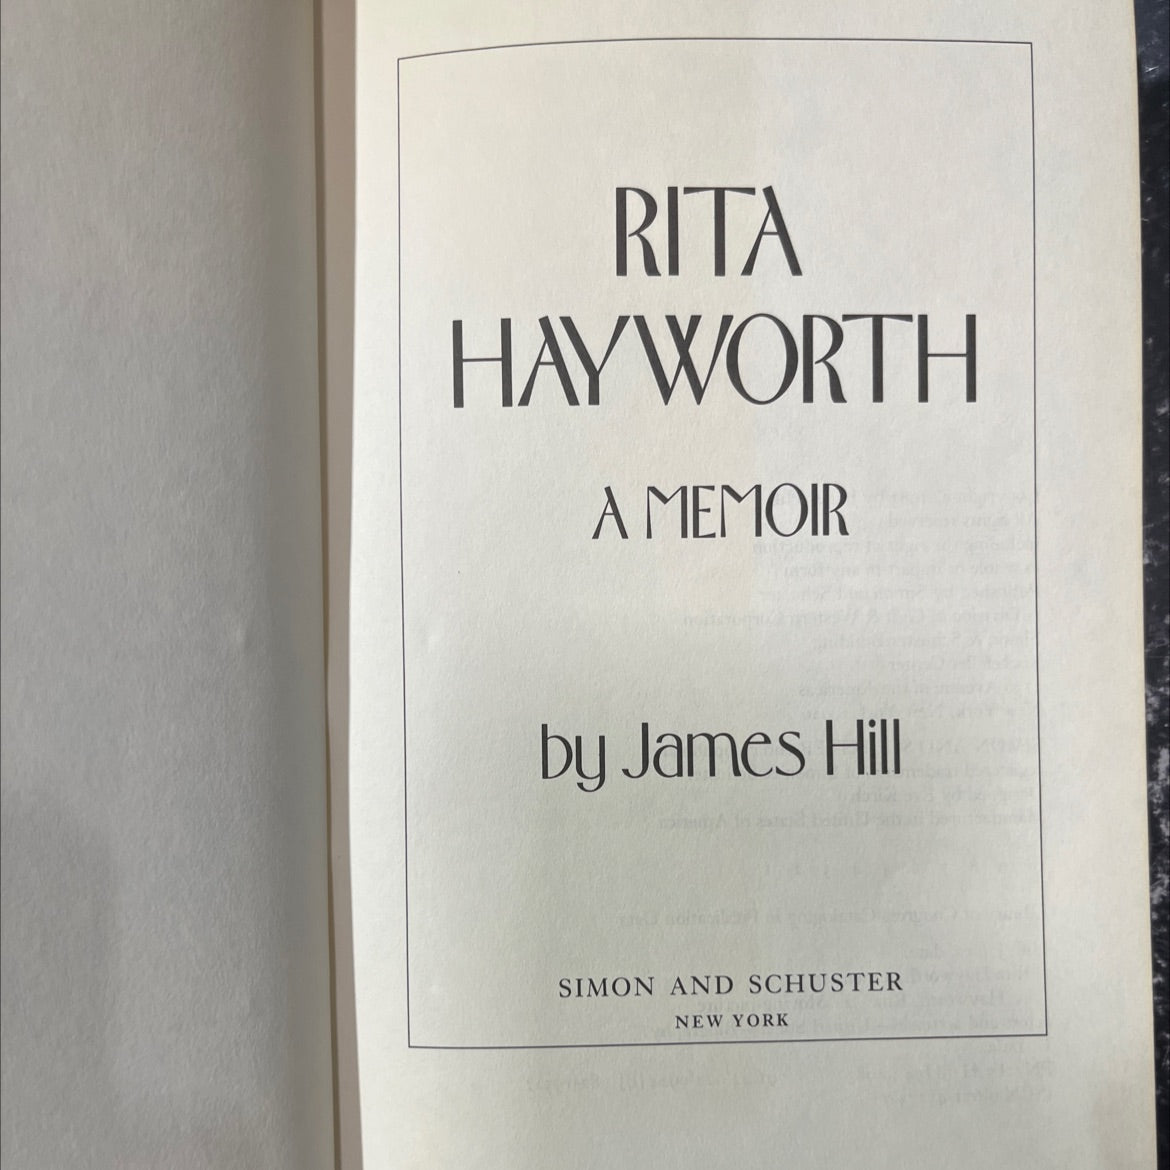 RITA
HAYWORTH
A MEMOIR
by James Hill
SIMON AND SCHUSTER
NEW YORK